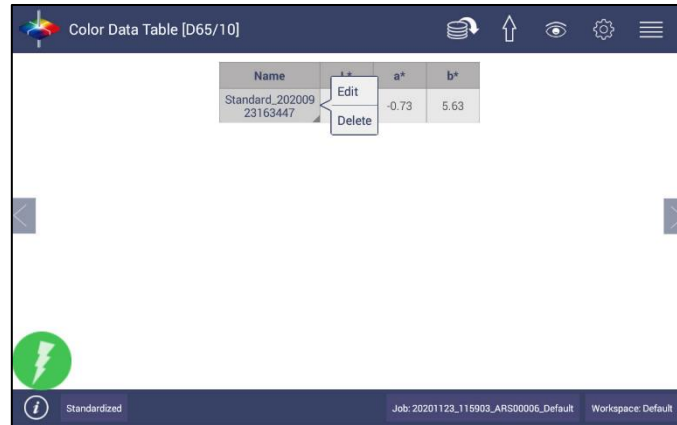 Color Data Table [D65/10]
Name a* b*
Standard_202009
23163447
-0.73 5.63
Edit
Delete
i
Standardized
Job: 20201123_115903_ARS00006_Default
Workspace: Default